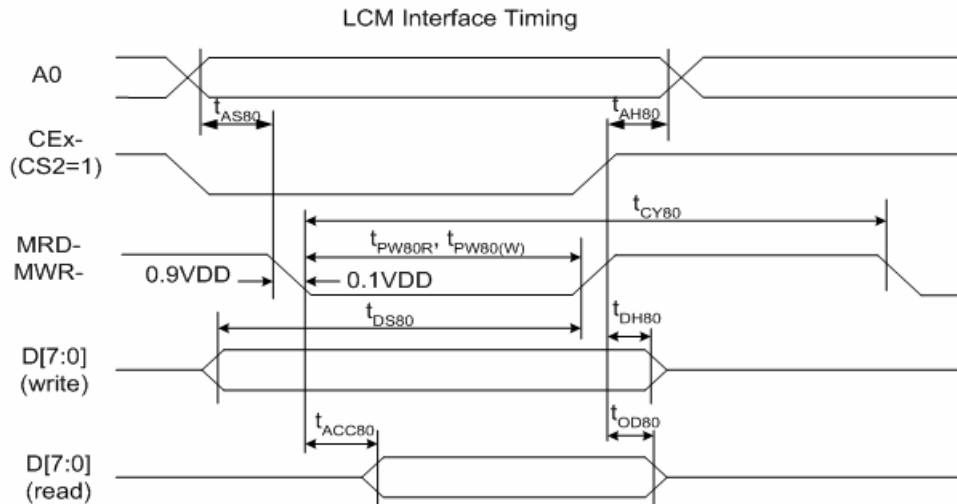 LCM Interface Timing
A0
tAS80
tAH80
CEx-
(CS2=1)
tCY80
MRD-
MWR-
tPW80R, tPW80(W)
0.9VDD
0.1VDD
tDS80
tDH80
D[7:0]
(write)
tACC80
tOD80
D[7:0]
(read)